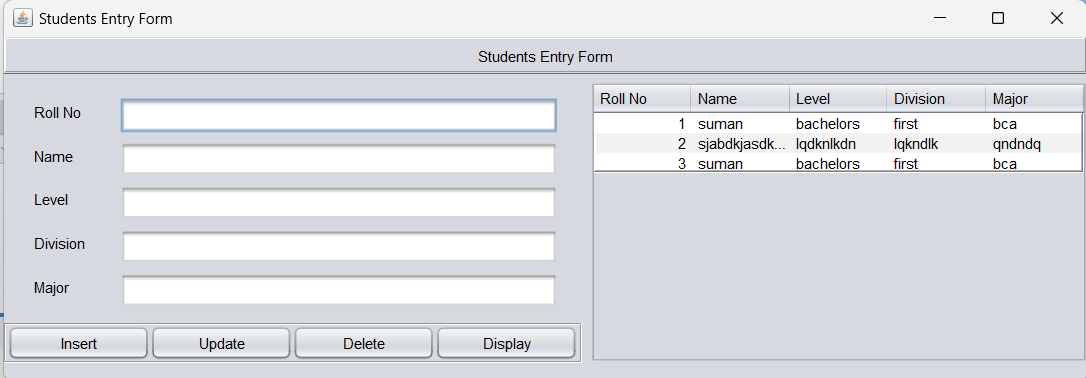 Students Entry Form
Students Entry Form
Roll No
Name
Level
Division
Major
Insert Update Delete Display
Roll No Name Level Division Major
1 suman bachelors first bca
2 sjabdkjasdk... lqdknlkdn lqkndlk qndndq
3 suman bachelors first bca